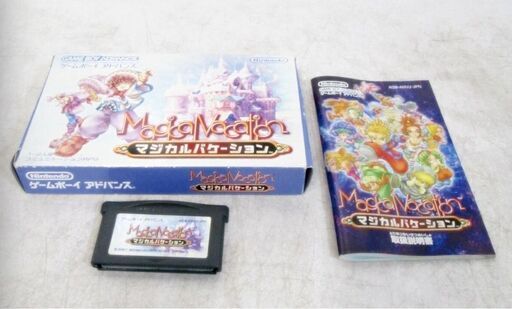 GAME BOY ADVANCE
Nintendo
ゲームボーイ アドバンス
Magical Vacation
マジカルバケーション
Magical Vacation
マジカルバケーション
Nintendo
ゲームボーイ アドバンス
Magical Vacation
マジカルバケーション
Nintendo
Magical Vacation
マジカルバケーション
取扱説明書